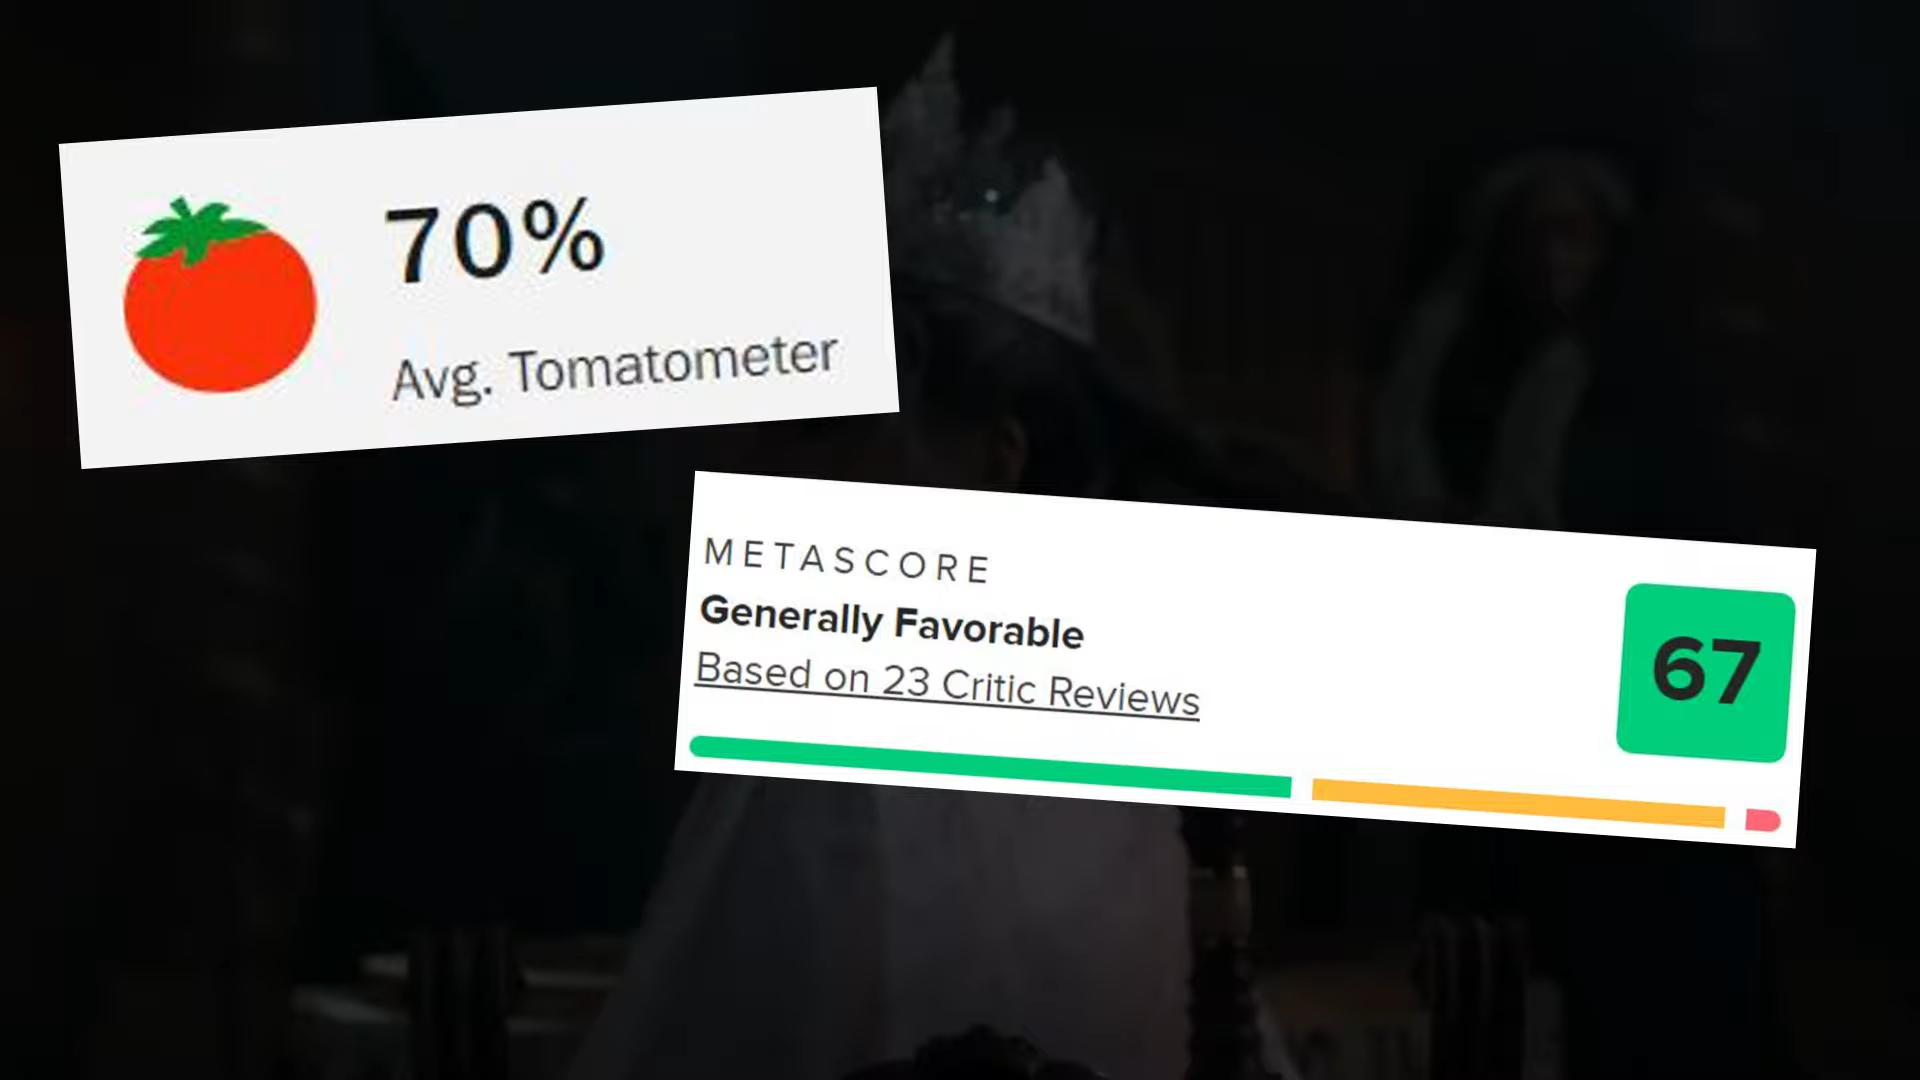 70%
Avg. Tomatometer
METASCORE
Generally Favorable
Based on 23 Critic Reviews
67